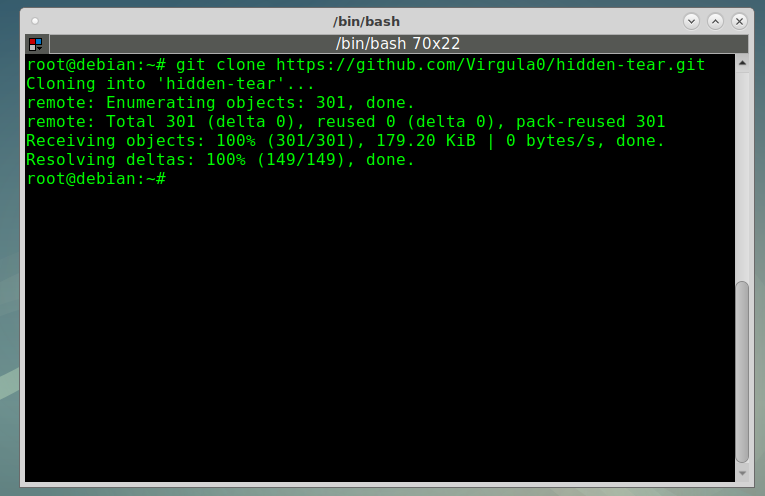 /bin/bash
/bin/bash 70x22
root@debian:~# git clone https://github.com/Virgula0/hidden-tear.git
Cloning into 'hidden-tear'...
remote: Enumerating objects: 301, done.
remote: Total 301 (delta 0), reused 0 (delta 0), pack-reused 301
Receiving objects: 100% (301/301), 179.20 KiB | 0 bytes/s, done.
Resolving deltas: 100% (149/149), done.
root@debian:~#